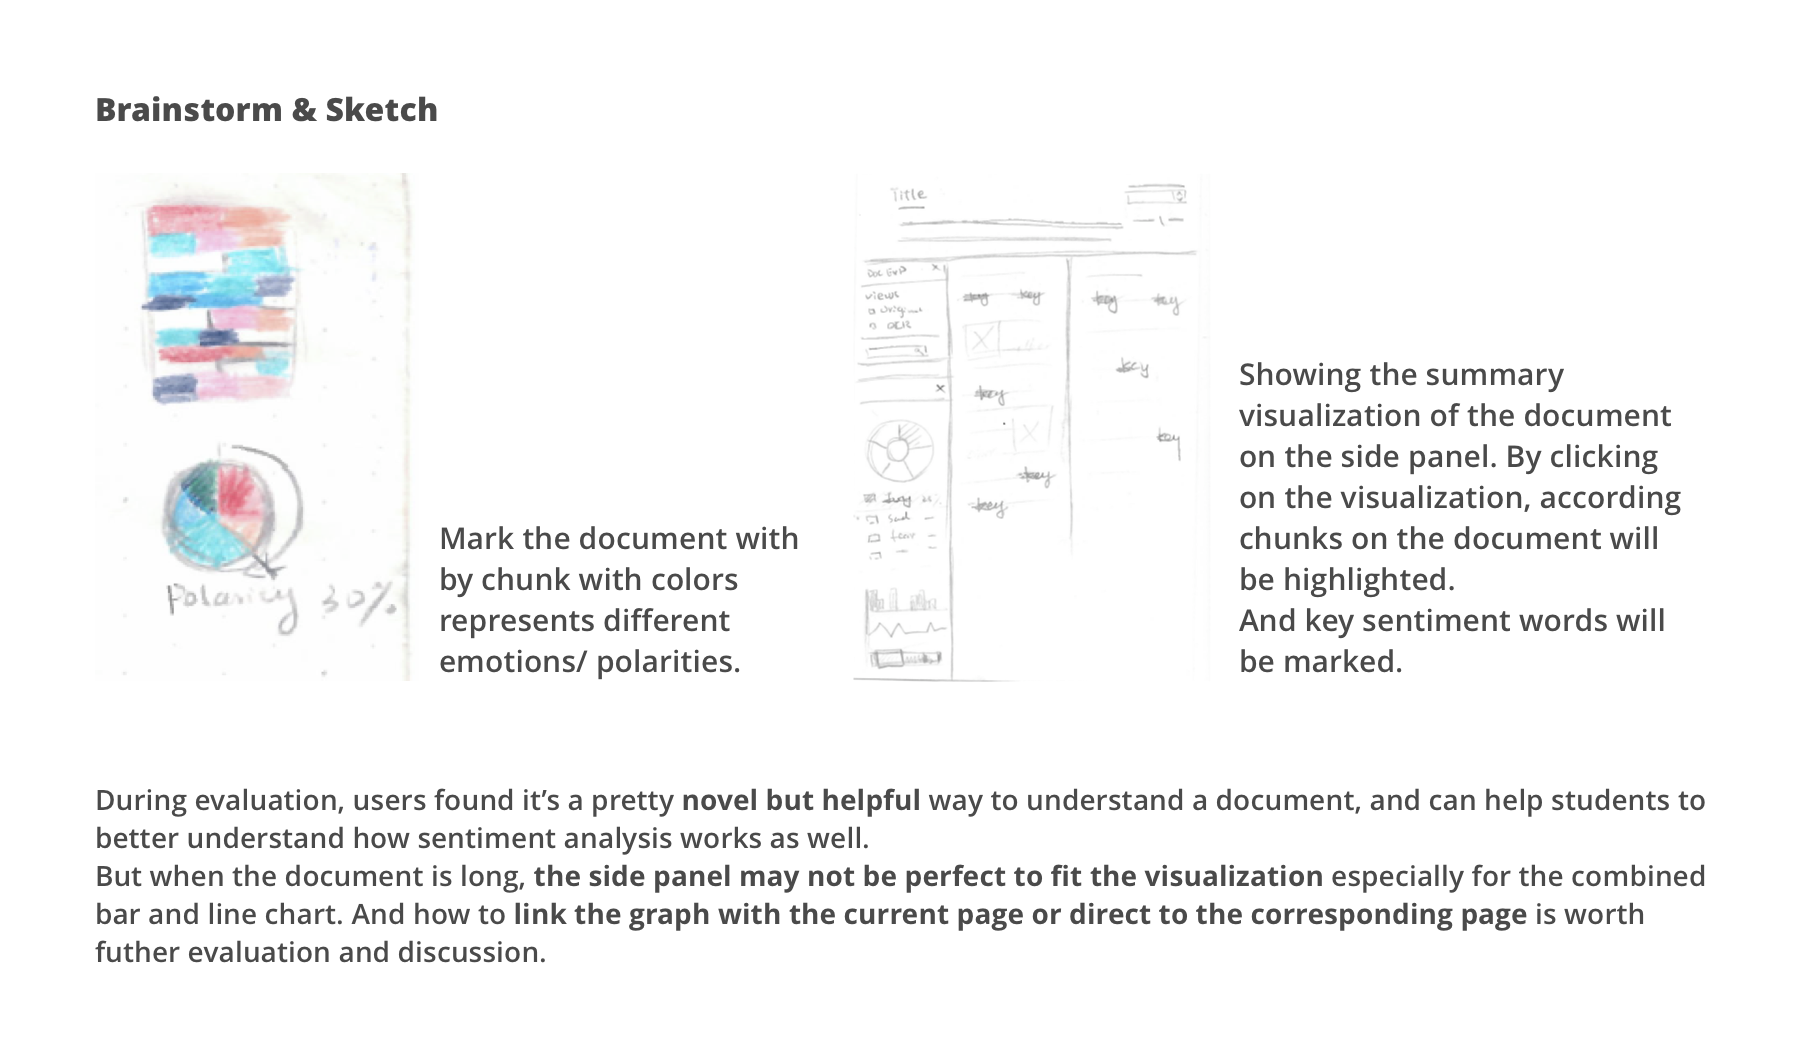 Brainstorm & Sketch
Polarity 30%
Mark the document with
by chunk with colors
represents different
emotions/ polarities.
Title
Doc Exp x
views
Original
OCR
x
key key
key key
key
key
key
key
key
sad
fear
Showing the summary
visualization of the document
on the side panel. By clicking
on the visualization, according
chunks on the document will
be highlighted.
And key sentiment words will
be marked.
During evaluation, users found it’s a pretty novel but helpful way to understand a document, and can help students to
better understand how sentiment analysis works as well.
But when the document is long, the side panel may not be perfect to fit the visualization especially for the combined
bar and line chart. And how to link the graph with the current page or direct to the corresponding page is worth
futher evaluation and discussion.